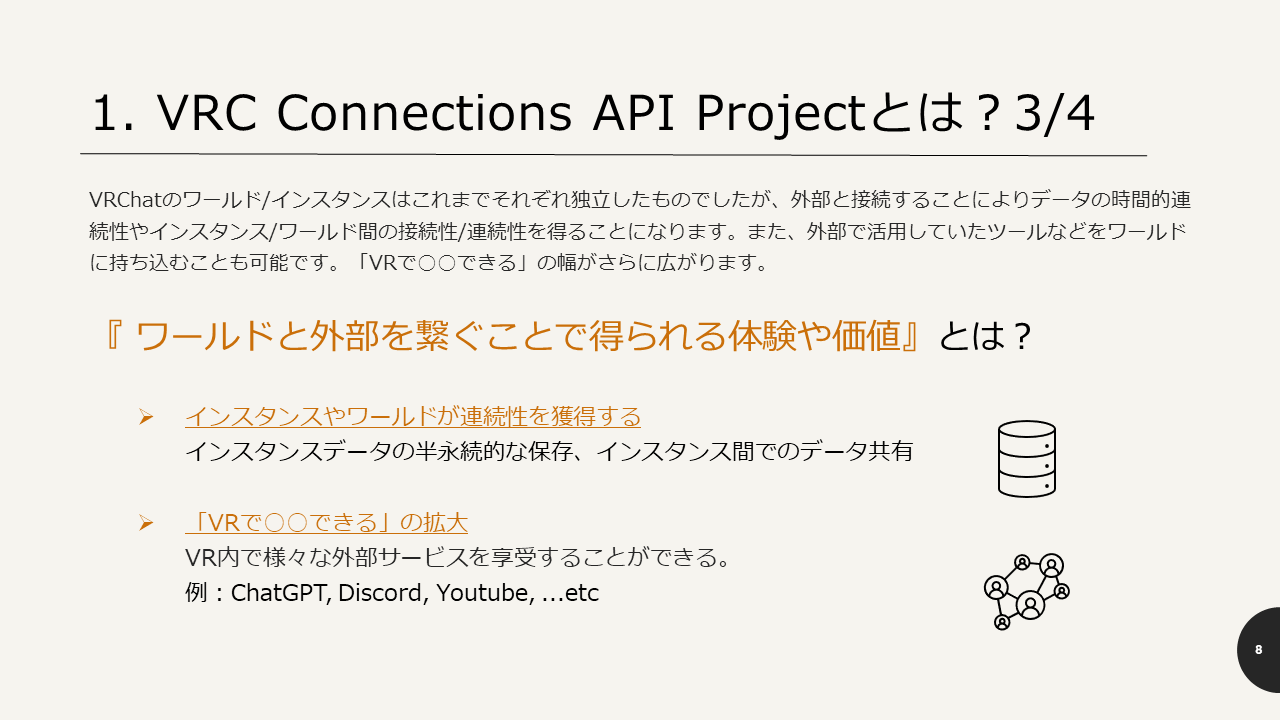 1. VRC Connections API Projectとは？3/4
VRChatのワールド/インスタンスはこれまでそれぞれ独立したものでしたが、外部と接続することによりデータの時間的連
続性やインスタンス/ワールド間の接続性/連続性を得ることになります。また、外部で活用していたツールなどをワールド
に持ち込むことも可能です。「VRで○○できる」の幅がさらに広がります。
『 ワールドと外部を繋ぐことで得られる体験や価値』とは？
➢ インスタンスやワールドが連続性を獲得する
インスタンスデータの半永続的な保存、インスタンス間でのデータ共有
➢ 「VRで○○できる」の拡大
VR内で様々な外部サービスを享受することができる。
例：ChatGPT, Discord, Youtube, ...etc
8